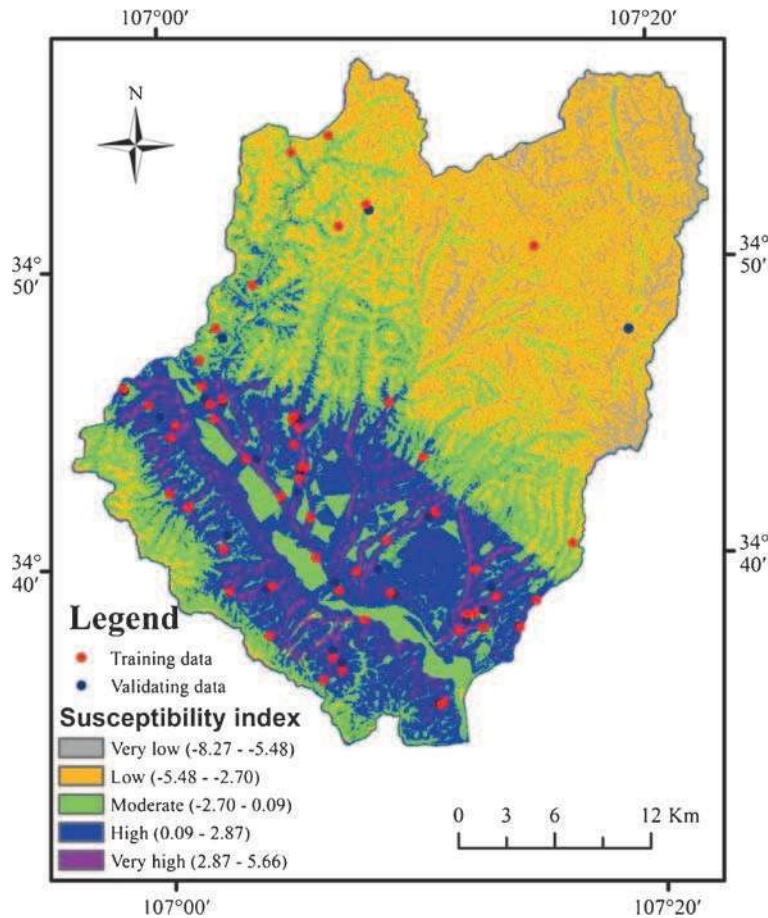 107°00′ 107°20′
N
34° 50′
34° 50′
34° 40′
34° 40′
Legend
Training data
Validating data
Susceptibility index
Very low (-8.27 - -5.48)
Low (-5.48 - -2.70)
Moderate (-2.70 - 0.09)
High (0.09 - 2.87)
Very high (2.87 - 5.66)
0 3 6 12 Km
107°00′ 107°20′